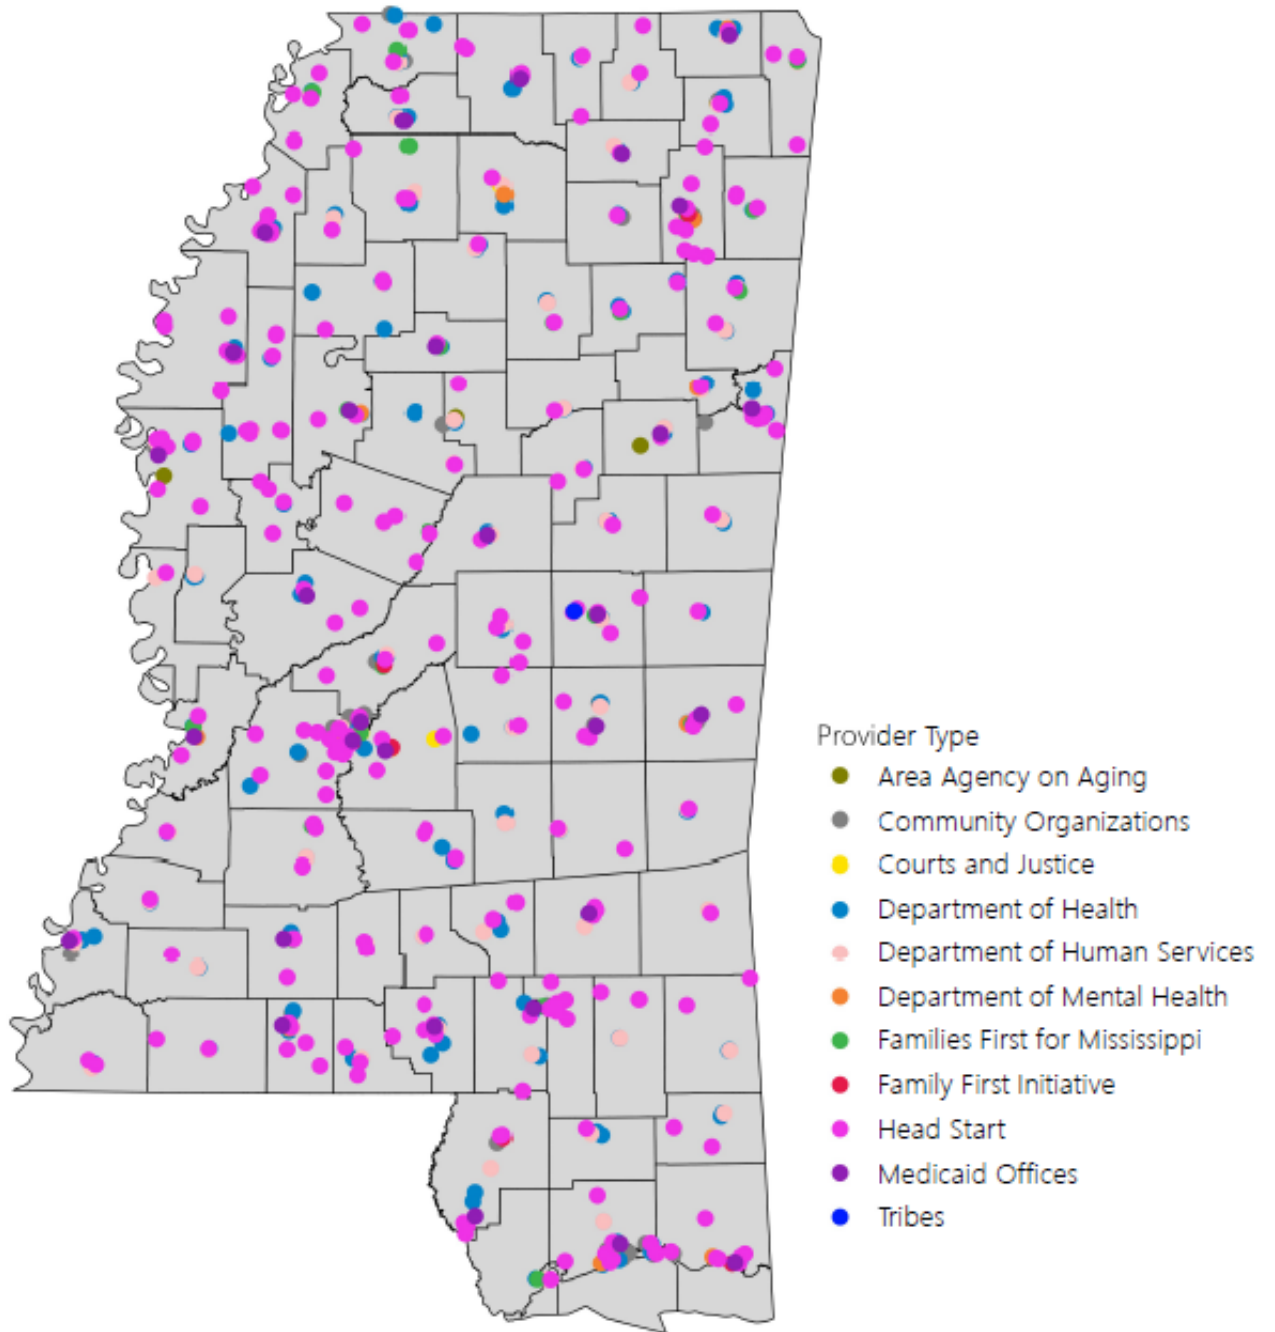 Provider Type
Area Agency on Aging
Community Organizations
Courts and Justice
Department of Health
Department of Human Services
Department of Mental Health
Families First for Mississippi
Family First Initiative
Head Start
Medicaid Offices
Tribes